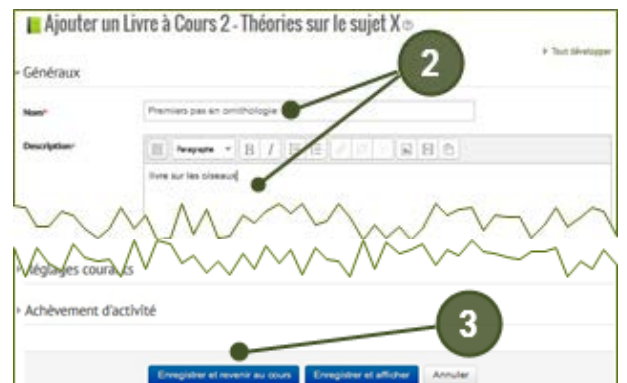 Ajouter un Livre à Cours 2 - Théories sur le sujet X
Tout développer
Généraux
2
Nom*
Premiers pas en ornithologie
Description*
Paragraphe
B I
livre sur les oiseaux
Réglages courants
Achèvement d'activité
3
Enregistrer et revenir au cours
Enregistrer et afficher
Annuler